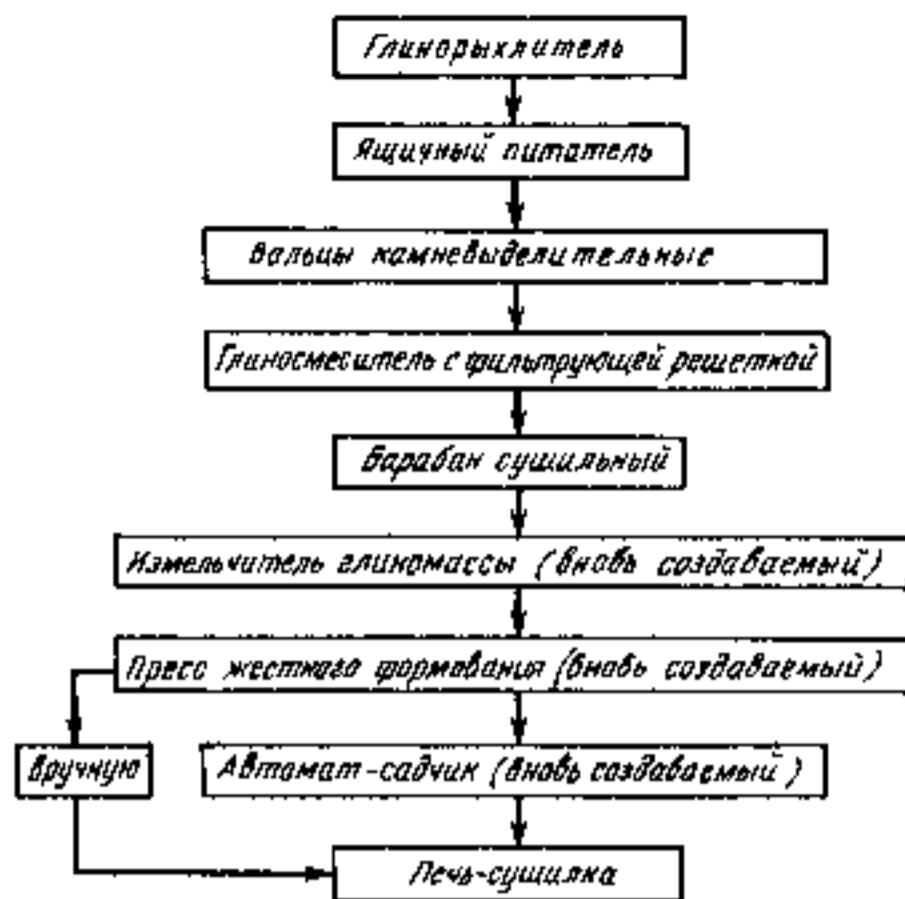 Глинорыхлитель
Ящичный питатель
Вальцы камневыделительные
Глиносмеситель с фильтрующей решеткой
Барабан сушильный
Измельчитель глиномассы (вновь создаваемый)
Пресс жесткого формования (вновь создаваемый)
Вручную
Автомат-садчик (вновь создаваемый)
Печь-сушилка